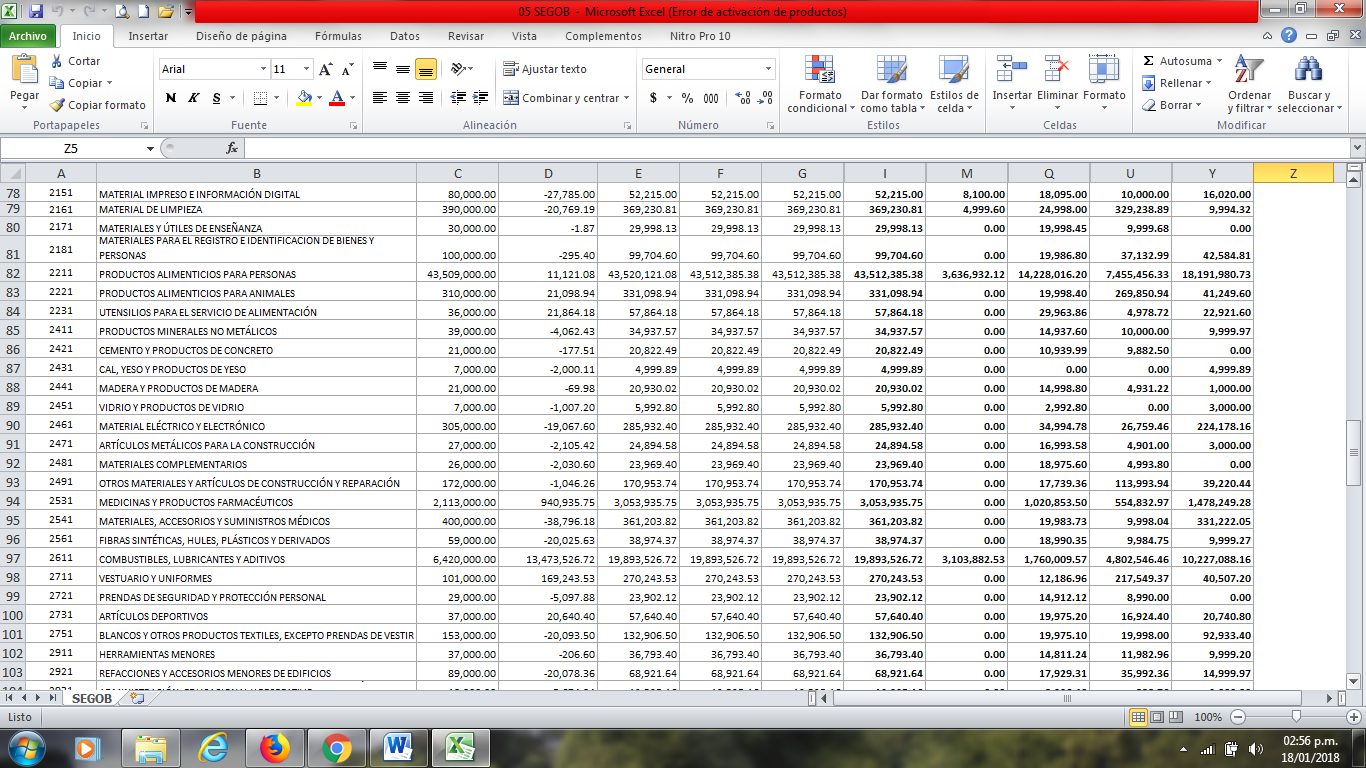 05 SEGOB - Microsoft Excel (Error de activación de productos)
Archivo Inicio Insertar Diseño de página Fórmulas Datos Revisar Vista Complementos Nitro Pro 10
Pegar Cortar Copiar Copiar formato Portapapeles
Arial 11 N K S Fuente
Ajustar texto Combinar y centrar Alineación
General $ % 000 Número
Formato condicional Dar formato como tabla Estilos de celda Estilos
Insertar Eliminar Formato Celdas
Σ Autosuma Rellenar Borrar Ordenar y filtrar Buscar y seleccionar Modificar
Z5 fx
A B C D E F G I M Q U Y Z
78 2151 MATERIAL IMPRESO E INFORMACIÓN DIGITAL 80,000.00 -27,785.00 52,215.00 52,215.00 52,215.00 52,215.00 8,100.00 18,095.00 10,000.00 16,020.00
79 2161 MATERIAL DE LIMPIEZA 390,000.00 -20,769.19 369,230.81 369,230.81 369,230.81 369,230.81 4,999.60 24,998.00 329,238.89 9,994.32
80 2171 MATERIALES Y ÚTILES DE ENSEÑANZA 30,000.00 -1.87 29,998.13 29,998.13 29,998.13 29,998.13 0.00 19,998.45 9,999.68 0.00
81 2181 MATERIALES PARA EL REGISTRO E IDENTIFICACION DE BIENES Y PERSONAS 100,000.00 -295.40 99,704.60 99,704.60 99,704.60 99,704.60 0.00 19,986.80 37,132.99 42,584.81
82 2211 PRODUCTOS ALIMENTICIOS PARA PERSONAS 43,509,000.00 11,121.08 43,520,121.08 43,512,385.38 43,512,385.38 43,512,385.38 3,636,932.12 14,228,016.20 7,455,456.33 18,191,980.73
83 2221 PRODUCTOS ALIMENTICIOS PARA ANIMALES 310,000.00 21,098.94 331,098.94 331,098.94 331,098.94 331,098.94 0.00 19,998.40 269,850.94 41,249.60
84 2231 UTENSILIOS PARA EL SERVICIO DE ALIMENTACIÓN 36,000.00 21,864.18 57,864.18 57,864.18 57,864.18 57,864.18 0.00 29,963.86 4,978.72 22,921.60
85 2411 PRODUCTOS MINERALES NO METÁLICOS 39,000.00 -4,062.43 34,937.57 34,937.57 34,937.57 34,937.57 0.00 14,937.60 10,000.00 9,999.97
86 2421 CEMENTO Y PRODUCTOS DE CONCRETO 21,000.00 -177.51 20,822.49 20,822.49 20,822.49 20,822.49 0.00 10,939.99 9,882.50 0.00
87 2431 CAL, YESO Y PRODUCTOS DE YESO 7,000.00 -2,000.11 4,999.89 4,999.89 4,999.89 4,999.89 0.00 0.00 0.00 4,999.89
88 2441 MADERA Y PRODUCTOS DE MADERA 21,000.00 -69.98 20,930.02 20,930.02 20,930.02 20,930.02 0.00 14,998.80 4,931.22 1,000.00
89 2451 VIDRIO Y PRODUCTOS DE VIDRIO 7,000.00 -1,007.20 5,992.80 5,992.80 5,992.80 5,992.80 0.00 2,992.80 0.00 3,000.00
90 2461 MATERIAL ELÉCTRICO Y ELECTRÓNICO 305,000.00 -19,067.60 285,932.40 285,932.40 285,932.40 285,932.40 0.00 34,994.78 26,759.46 224,178.16
91 2471 ARTÍCULOS METÁLICOS PARA LA CONSTRUCCIÓN 27,000.00 -2,105.42 24,894.58 24,894.58 24,894.58 24,894.58 0.00 16,993.58 4,901.00 3,000.00
92 2481 MATERIALES COMPLEMENTARIOS 26,000.00 -2,030.60 23,969.40 23,969.40 23,969.40 23,969.40 0.00 18,975.60 4,993.80 0.00
93 2491 OTROS MATERIALES Y ARTÍCULOS DE CONSTRUCCIÓN Y REPARACIÓN 172,000.00 -1,046.26 170,953.74 170,953.74 170,953.74 170,953.74 0.00 17,739.36 113,993.94 39,220.44
94 2531 MEDICINAS Y PRODUCTOS FARMACÉUTICOS 2,113,000.00 940,935.75 3,053,935.75 3,053,935.75 3,053,935.75 3,053,935.75 0.00 1,020,853.50 554,832.97 1,478,249.28
95 2541 MATERIALES, ACCESORIOS Y SUMINISTROS MÉDICOS 400,000.00 -38,796.18 361,203.82 361,203.82 361,203.82 361,203.82 0.00 19,983.73 9,998.04 331,222.05
96 2561 FIBRAS SINTÉTICAS, HULES, PLÁSTICOS Y DERIVADOS 59,000.00 -20,025.63 38,974.37 38,974.37 38,974.37 38,974.37 0.00 18,990.35 9,984.75 9,999.27
97 2611 COMBUSTIBLES, LUBRICANTES Y ADITIVOS 6,420,000.00 13,473,526.72 19,893,526.72 19,893,526.72 19,893,526.72 19,893,526.72 3,103,882.53 1,760,009.57 4,802,546.46 10,227,088.16
98 2711 VESTUARIO Y UNIFORMES 101,000.00 169,243.53 270,243.53 270,243.53 270,243.53 270,243.53 0.00 12,186.96 217,549.37 40,507.20
99 2721 PRENDAS DE SEGURIDAD Y PROTECCIÓN PERSONAL 29,000.00 -5,097.88 23,902.12 23,902.12 23,902.12 23,902.12 0.00 14,912.12 8,990.00 0.00
100 2731 ARTÍCULOS DEPORTIVOS 37,000.00 20,640.40 57,640.40 57,640.40 57,640.40 57,640.40 0.00 19,975.20 16,924.40 20,740.80
101 2751 BLANCOS Y OTROS PRODUCTOS TEXTILES, EXCEPTO PRENDAS DE VESTIR 153,000.00 -20,093.50 132,906.50 132,906.50 132,906.50 132,906.50 0.00 19,975.10 19,998.00 92,933.40
102 2911 HERRAMIENTAS MENORES 37,000.00 -206.60 36,793.40 36,793.40 36,793.40 36,793.40 0.00 14,811.24 11,982.96 9,999.20
103 2921 REFACCIONES Y ACCESORIOS MENORES DE EDIFICIOS 89,000.00 -20,078.36 68,921.64 68,921.64 68,921.64 68,921.64 0.00 17,929.31 35,992.36 14,999.97
SEGOB
Listo 100%
02:56 p.m.
18/01/2018